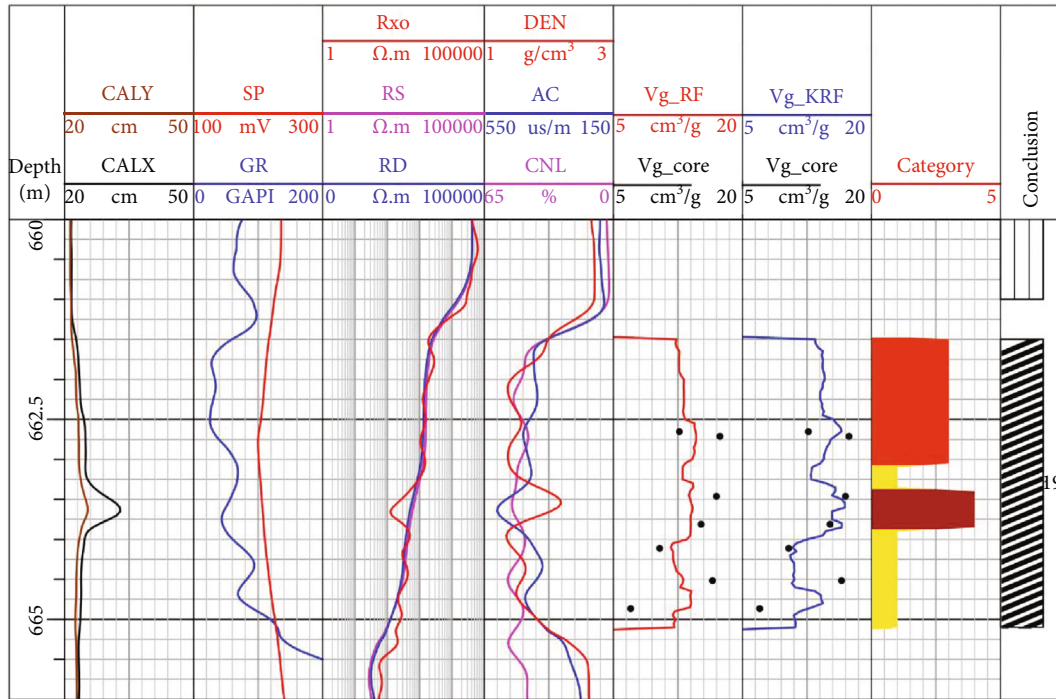 Rxo DEN
1 Ω.m 100000 1 g/cm³ 3
CALY SP RS AC Vg_RF Vg_KRF
20 cm 50 100 mV 300 1 Ω.m 100000 550 us/m 150 5 cm³/g 20 5 cm³/g 20
Depth CALX GR RD CNL Vg_core Vg_core Category Conclusion
(m) 20 cm 50 0 GAPI 200 0 Ω.m 100000 65 % 0 5 cm³/g 20 5 cm³/g 20 0 5
660
662.5
19
665